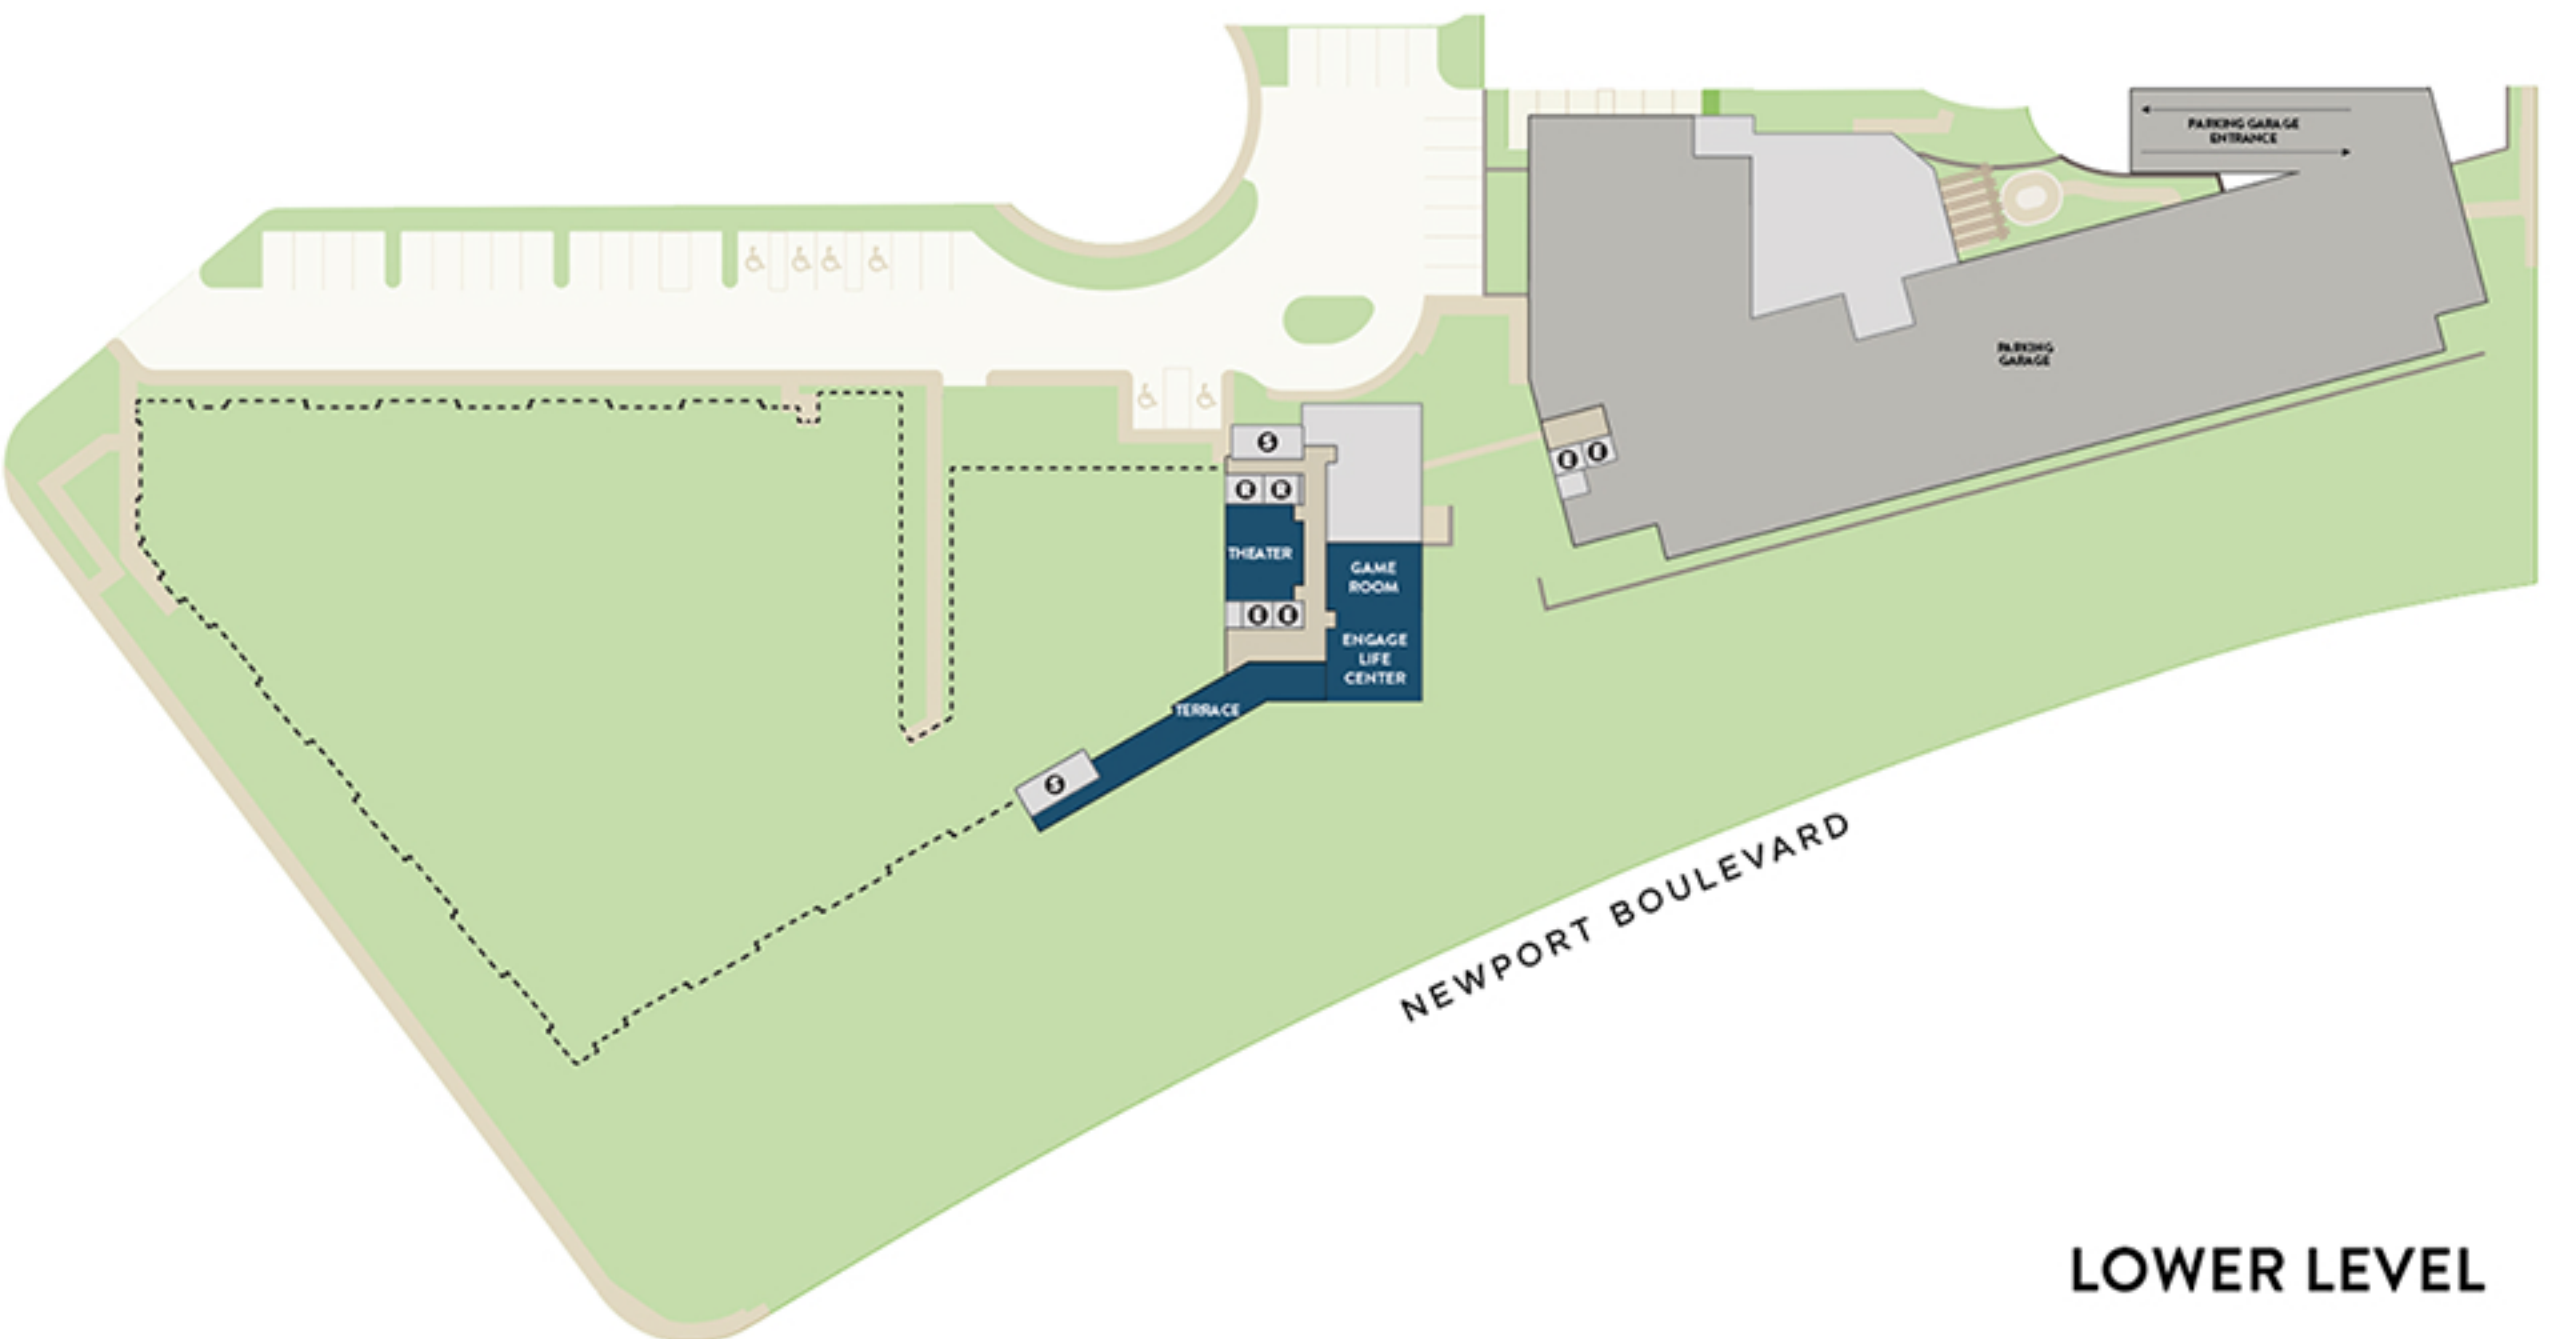 PARKING GARAGE
ENTRANCE
PARKING
GARAGE
S
R R
E E
THEATER
GAME
ROOM
E E
ENGAGE
LIFE
CENTER
TERRACE
S
NEWPORT BOULEVARD
LOWER LEVEL